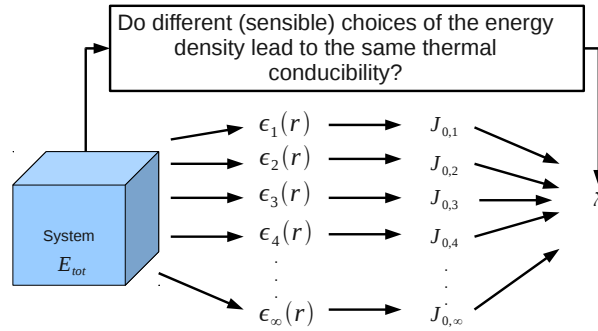 Do different (sensible) choices of the energy
density lead to the same thermal
conducibility?
ϵ₁(r) J₀,₁
ϵ₂(r) J₀,₂
ϵ₃(r) J₀,₃ λ
System ϵ₄(r) J₀,₄
E_tot
ϵ∞(r) J₀,∞